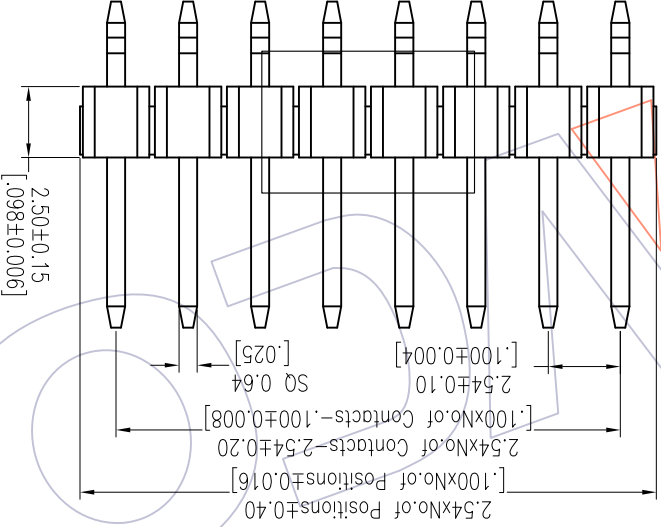 2.54xNo.of Positions±0.40
[.100xNo.of Positions±0.016]
2.54xNo.of Contacts-2.54±0.20
[.100xNo.of Contacts-.100±0.008]
2.54±0.10
[.100±0.004]
SQ 0.64
[.025]
2.50±0.15
[.098±0.006]